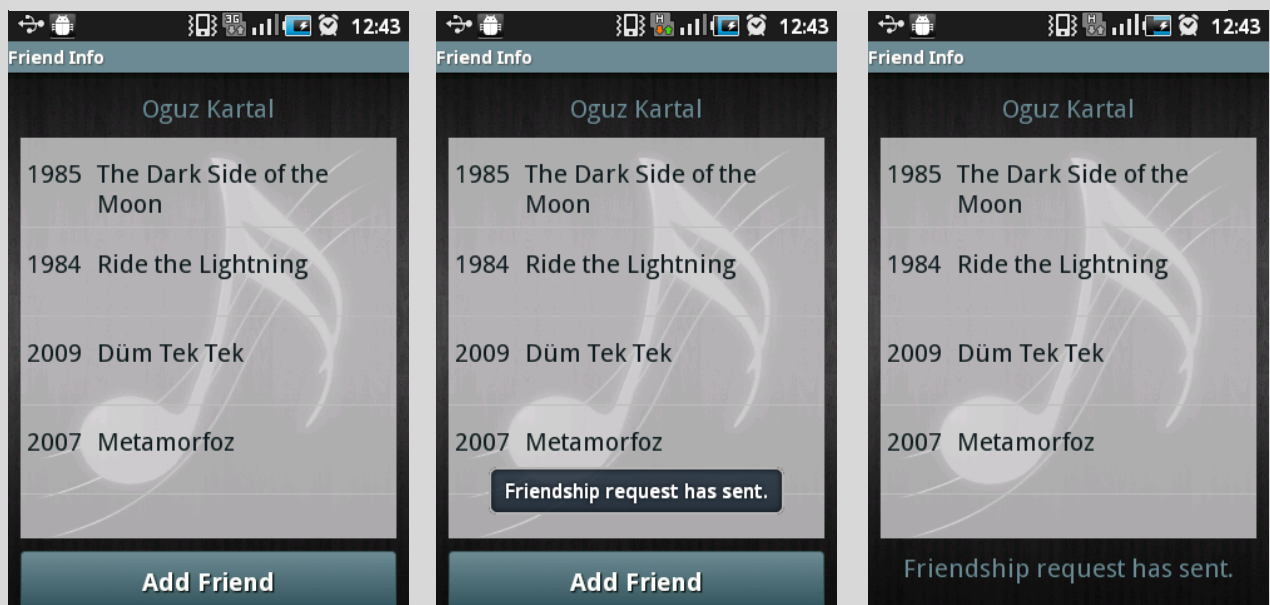 3G 12:43
Friend Info
Oguz Kartal
1985 The Dark Side of the
Moon
1984 Ride the Lightning
2009 Düm Tek Tek
2007 Metamorfoz
Add Friend
H 12:43
Friend Info
Oguz Kartal
1985 The Dark Side of the
Moon
1984 Ride the Lightning
2009 Düm Tek Tek
2007 Metamorfoz
Friendship request has sent.
Add Friend
H 12:43
Friend Info
Oguz Kartal
1985 The Dark Side of the
Moon
1984 Ride the Lightning
2009 Düm Tek Tek
2007 Metamorfoz
Friendship request has sent.